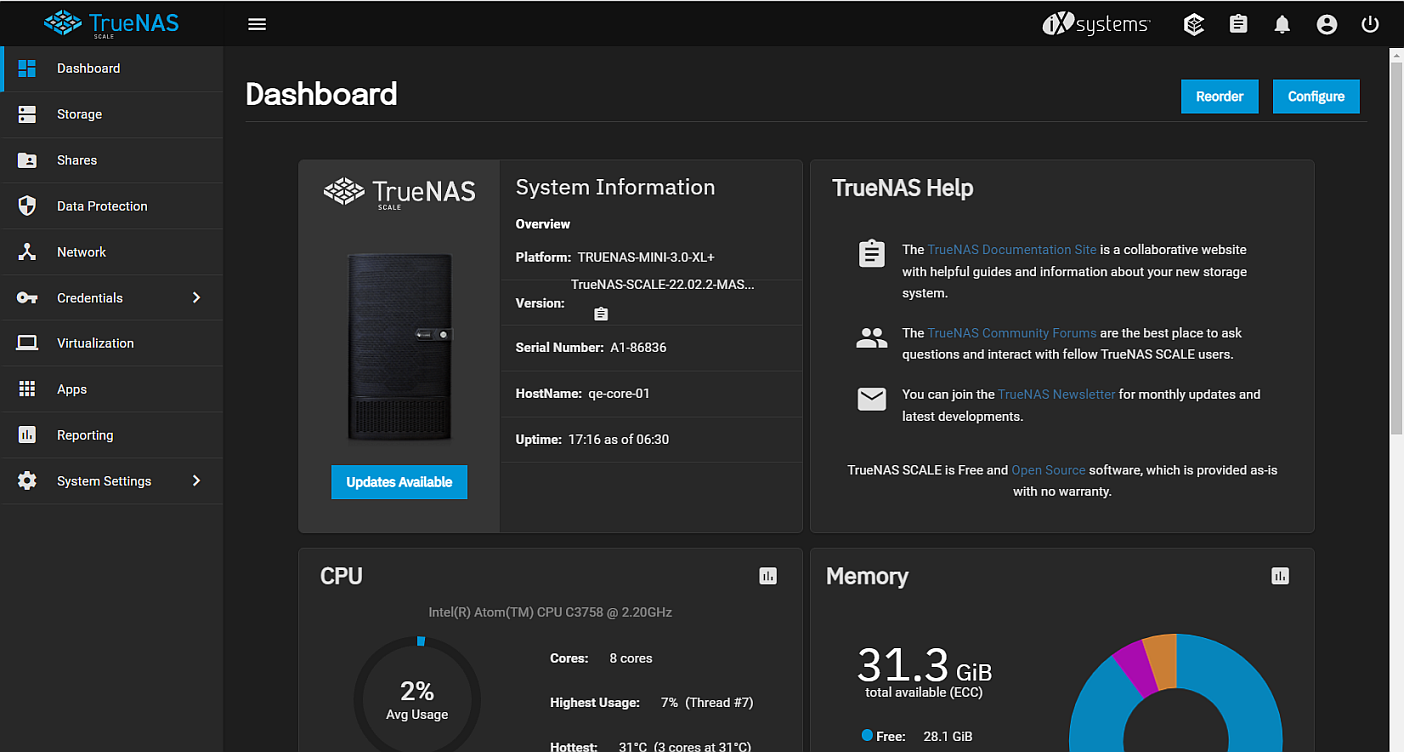 TrueNAS
SCALE
iXsystems
Dashboard
Storage
Shares
Data Protection
Network
Credentials
Virtualization
Apps
Reporting
System Settings
Dashboard
Reorder
Configure
TrueNAS
SCALE
Updates Available
System Information
Overview
Platform: TRUENAS-MINI-3.0-XL+
TrueNAS-SCALE-22.02.2-MAS...
Version:
Serial Number: A1-86836
HostName: qe-core-01
Uptime: 17:16 as of 06:30
TrueNAS Help
The TrueNAS Documentation Site is a collaborative website
with helpful guides and information about your new storage
system.
The TrueNAS Community Forums are the best place to ask
questions and interact with fellow TrueNAS SCALE users.
You can join the TrueNAS Newsletter for monthly updates and
latest developments.
TrueNAS SCALE is Free and Open Source software, which is provided as-is
with no warranty.
CPU
Intel(R) Atom(TM) CPU C3758 @ 2.20GHz
2%
Avg Usage
Cores: 8 cores
Highest Usage: 7% (Thread #7)
Hottest: 31°C (3 cores at 31°C)
Memory
31.3 GiB
total available (ECC)
Free: 28.1 GiB